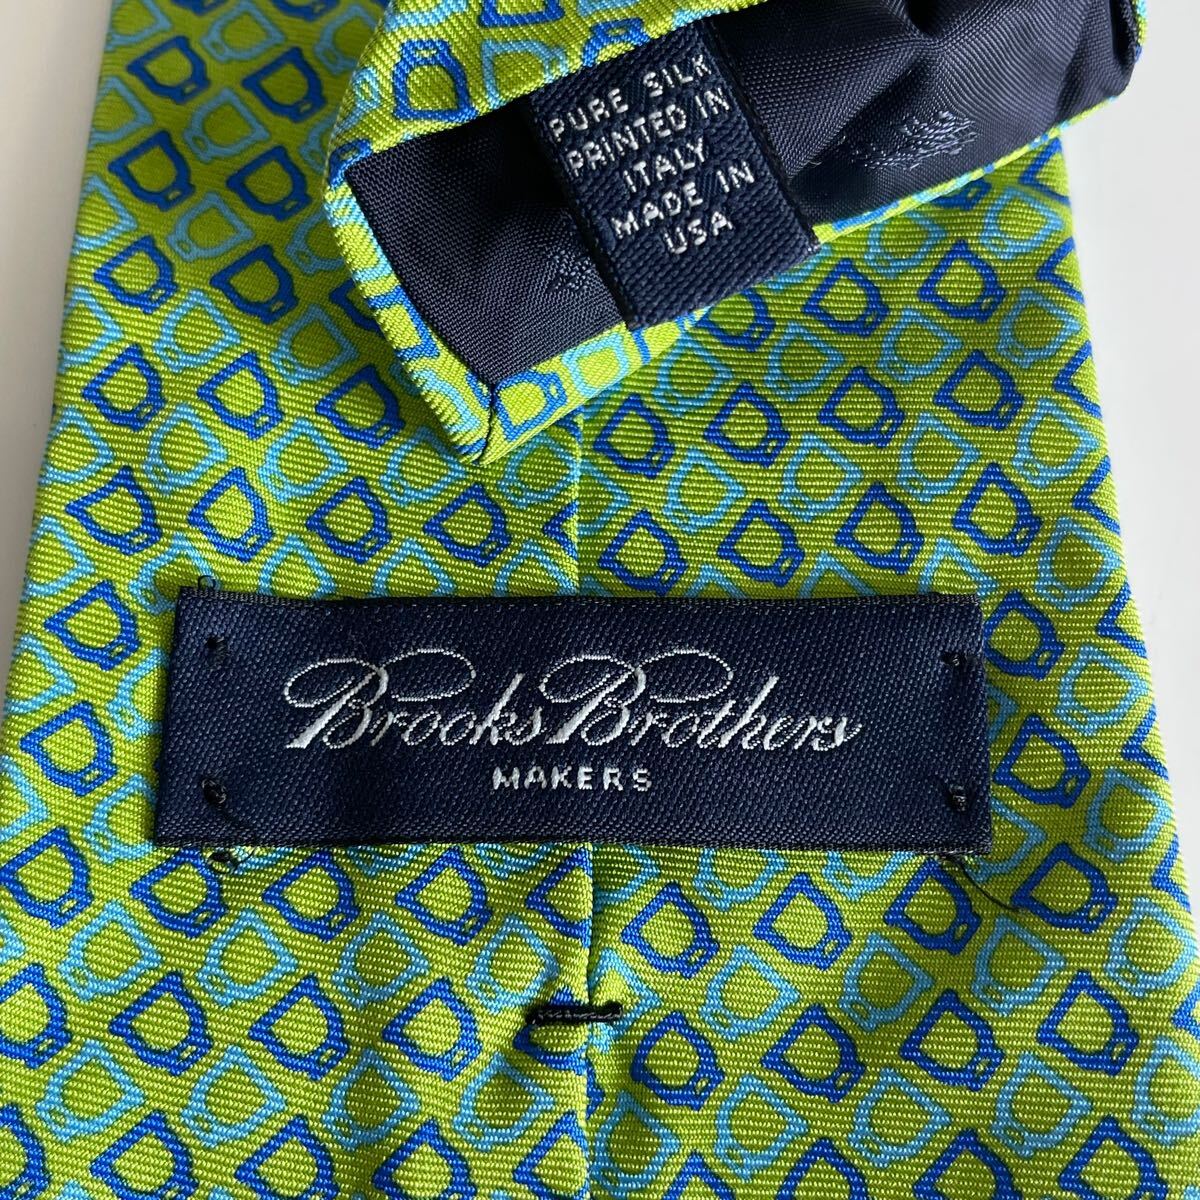 PURE SILK
PRINTED IN
ITALY
MADE IN
USA
Brooks Brothers
MAKERS